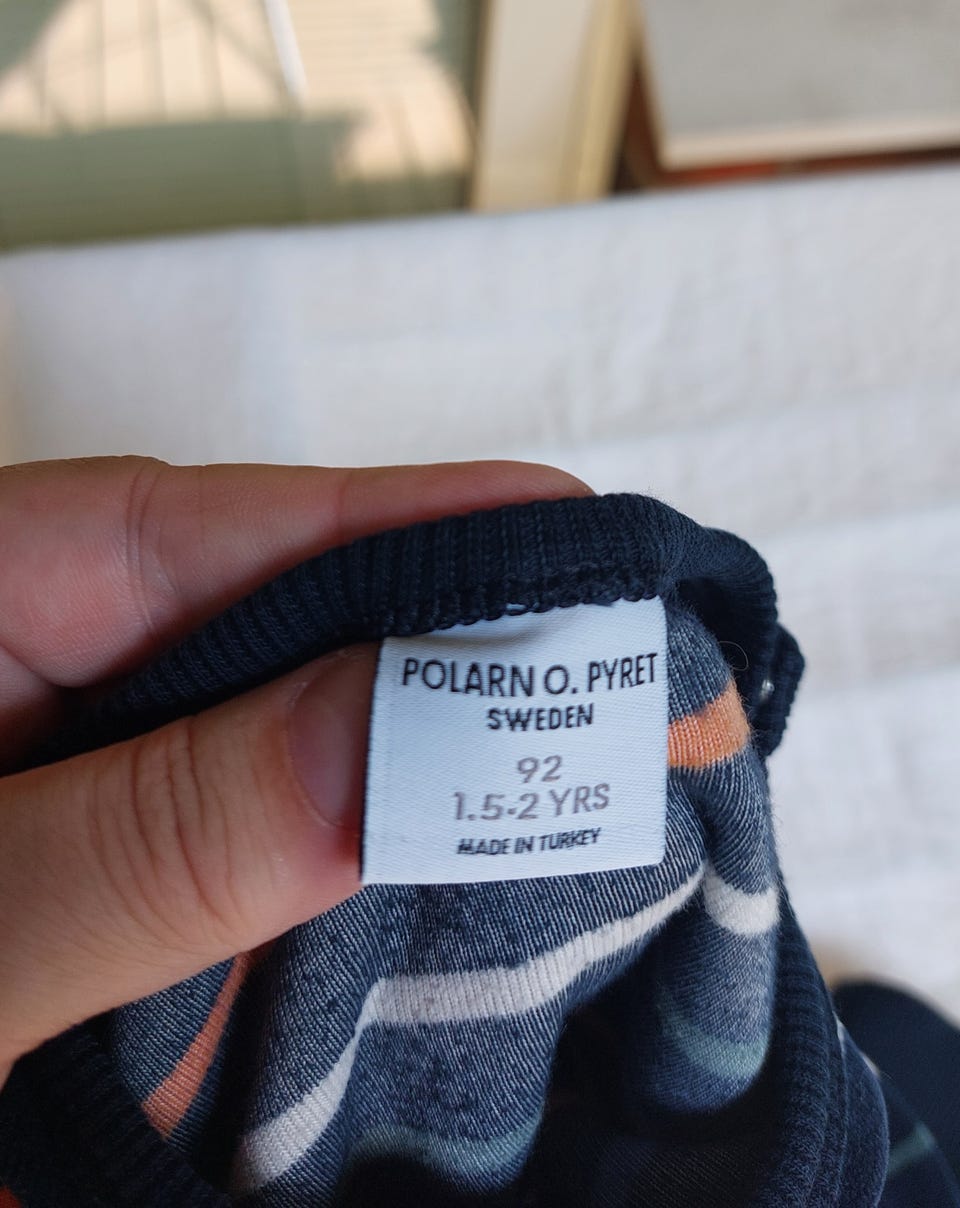 POLARN O. PYRET
SWEDEN
92
1.5-2 YRS
MADE IN TURKEY